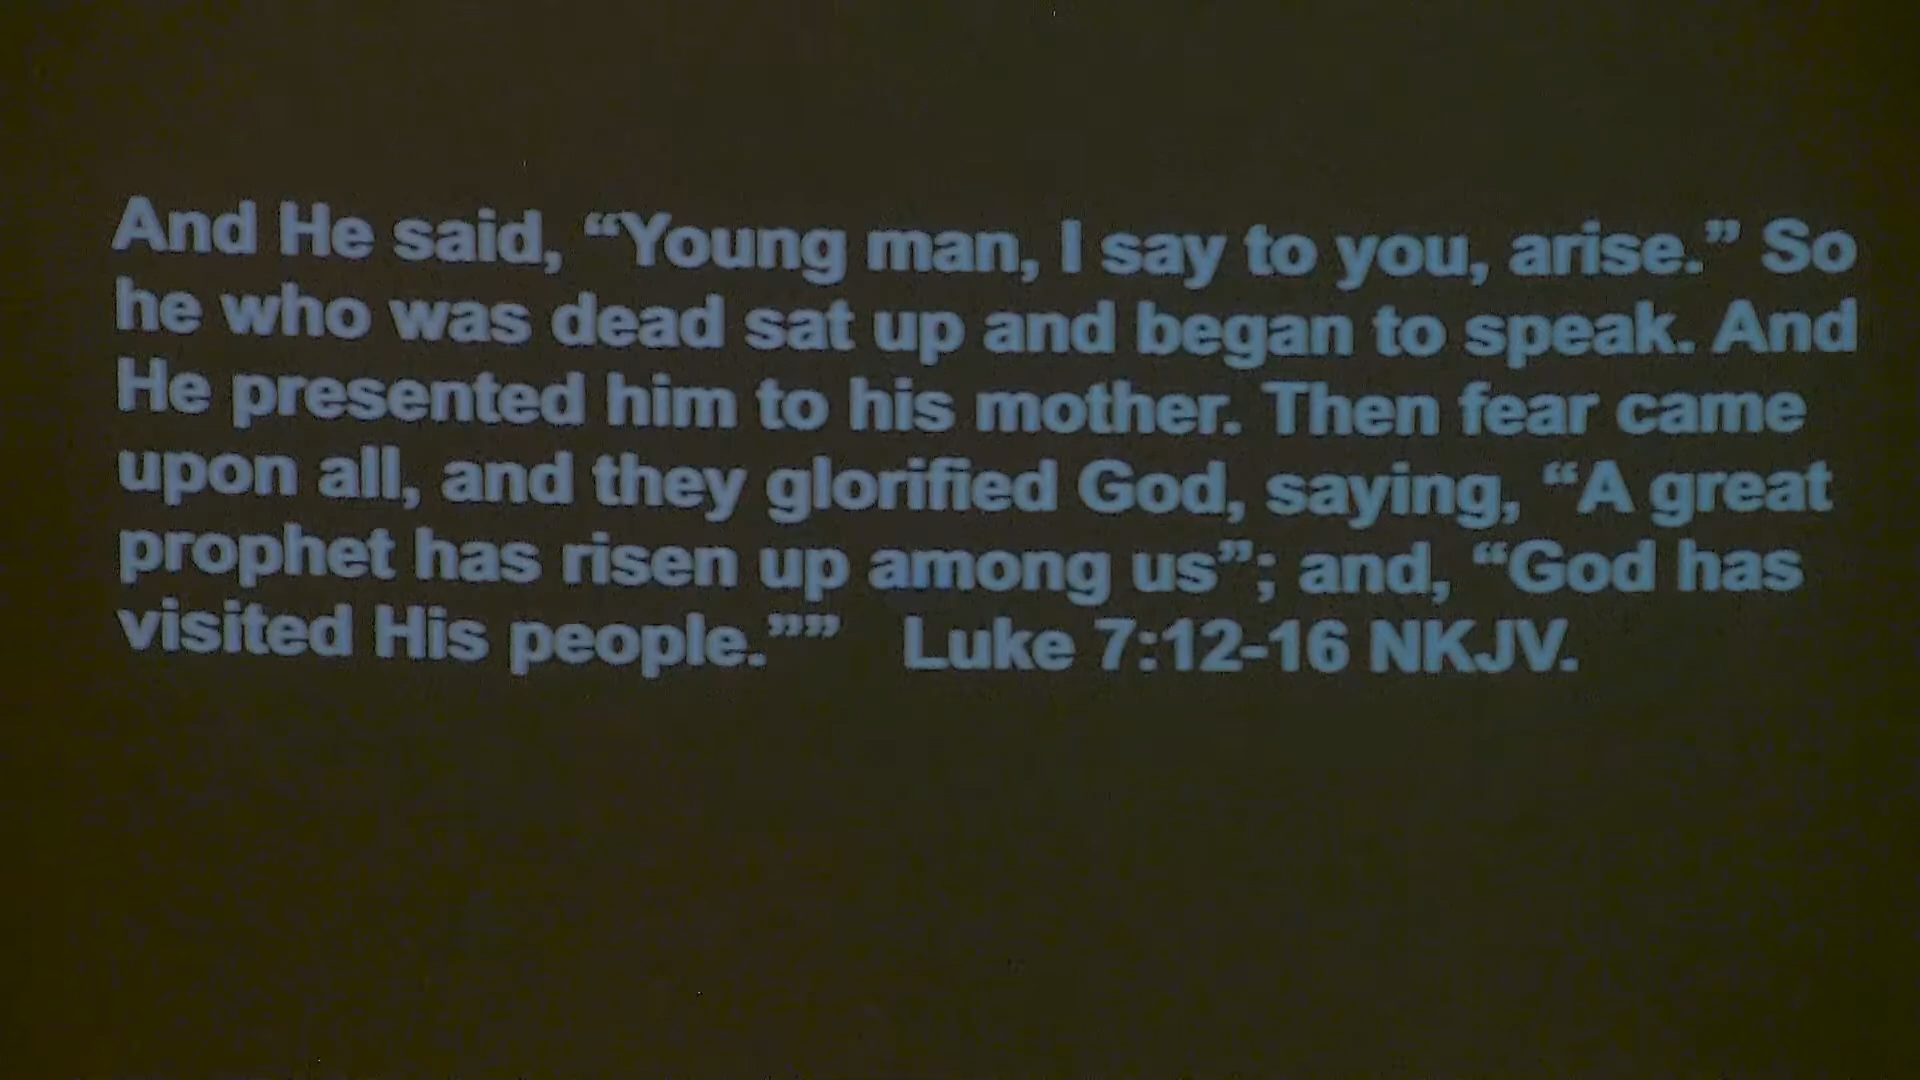 And He said, “Young man, I say to you, arise.” So
he who was dead sat up and began to speak. And
He presented him to his mother. Then fear came
upon all, and they glorified God, saying, “A great
prophet has risen up among us”; and, “God has
visited His people.”” Luke 7:12-16 NKJV.